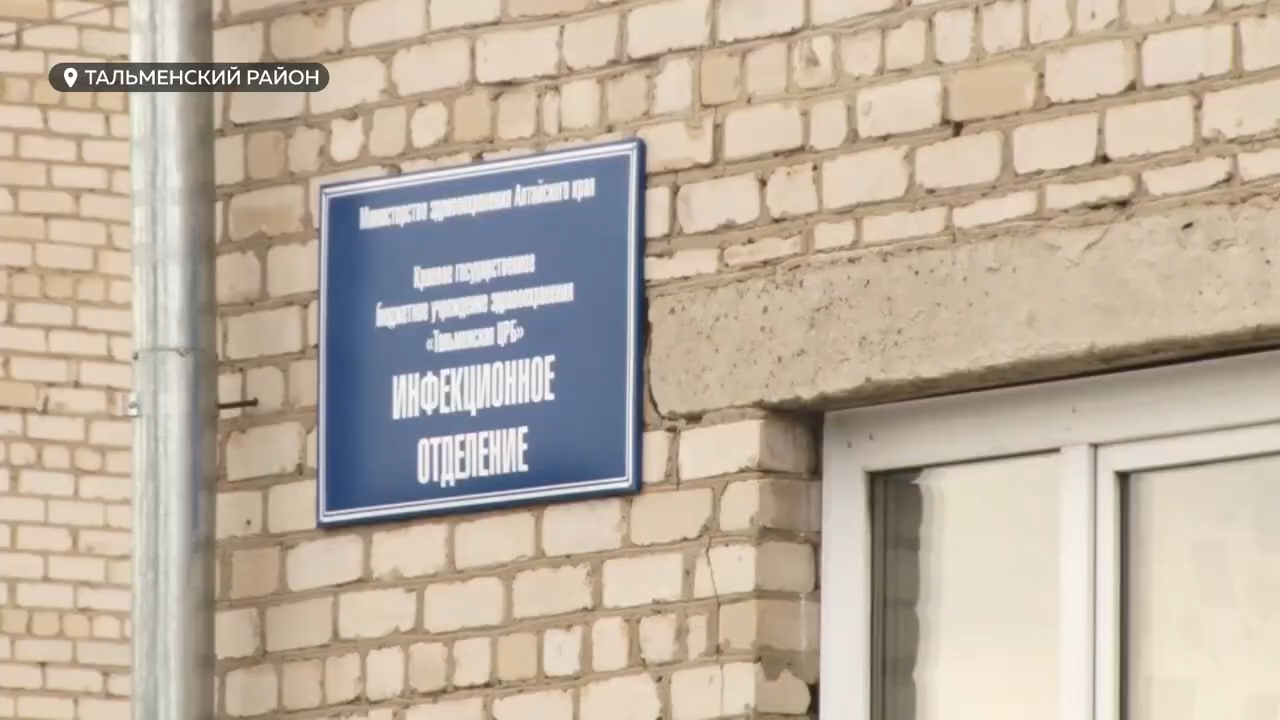 ТАЛЬМЕНСКИЙ РАЙОН
Министерство здравоохранения Алтайского края
Краевое государственное
бюджетное учреждение здравоохранения
«Тальменская ЦРБ»
ИНФЕКЦИОННОЕ
ОТДЕЛЕНИЕ